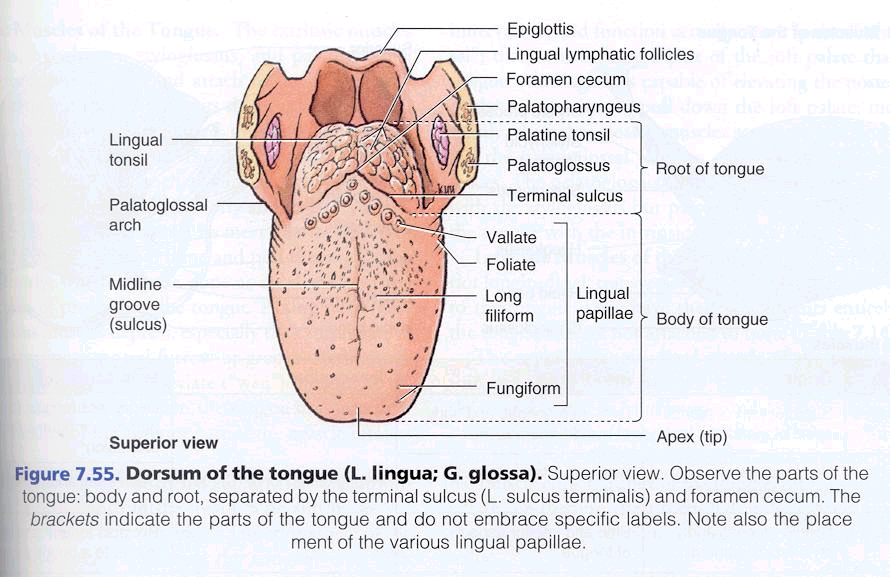 Epiglottis
Lingual lymphatic follicles
Foramen cecum
Palatopharyngeus
Palatine tonsil
Palatoglossus
Terminal sulcus
Root of tongue
Lingual
tonsil
Palatoglossal
arch
Midline
groove
(sulcus)
Vallate
Foliate
Long
filiform
Fungiform
Lingual
papillae
Body of tongue
Apex (tip)
Superior view
Figure 7.55. Dorsum of the tongue (L. lingua; G. glossa). Superior view. Observe the parts of the
tongue: body and root, separated by the terminal sulcus (L. sulcus terminalis) and foramen cecum. The
brackets indicate the parts of the tongue and do not embrace specific labels. Note also the place
ment of the various lingual papillae.